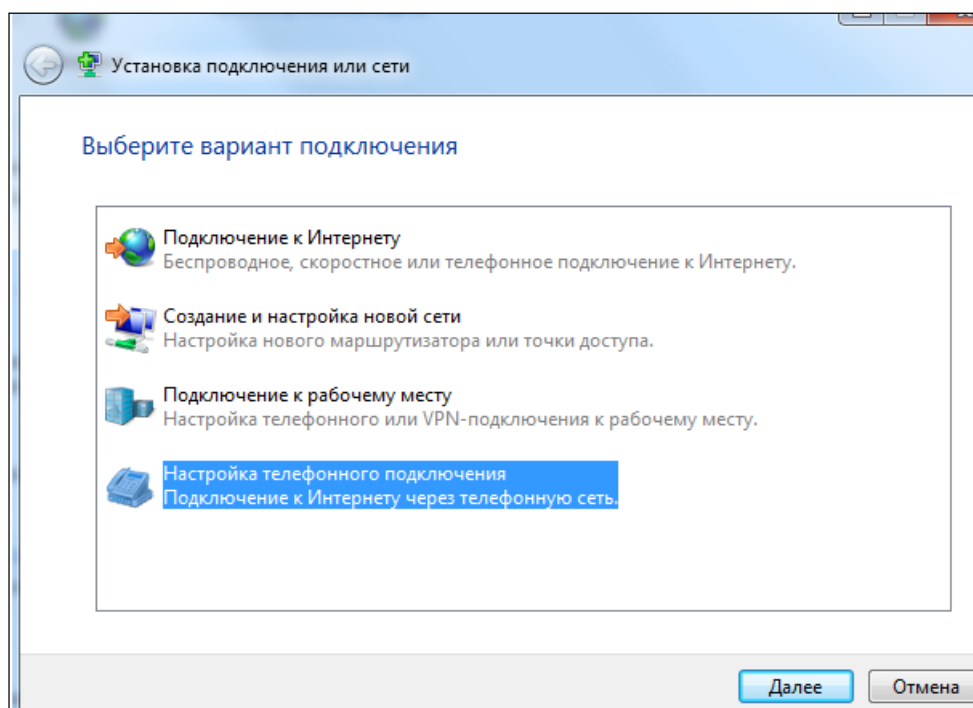 Установка подключения или сети
Выберите вариант подключения
Подключение к Интернету
Беспроводное, скоростное или телефонное подключение к Интернету.
Создание и настройка новой сети
Настройка нового маршрутизатора или точки доступа.
Подключение к рабочему месту
Настройка телефонного или VPN-подключения к рабочему месту.
Настройка телефонного подключения
Подключение к Интернету через телефонную сеть.
Далее
Отмена